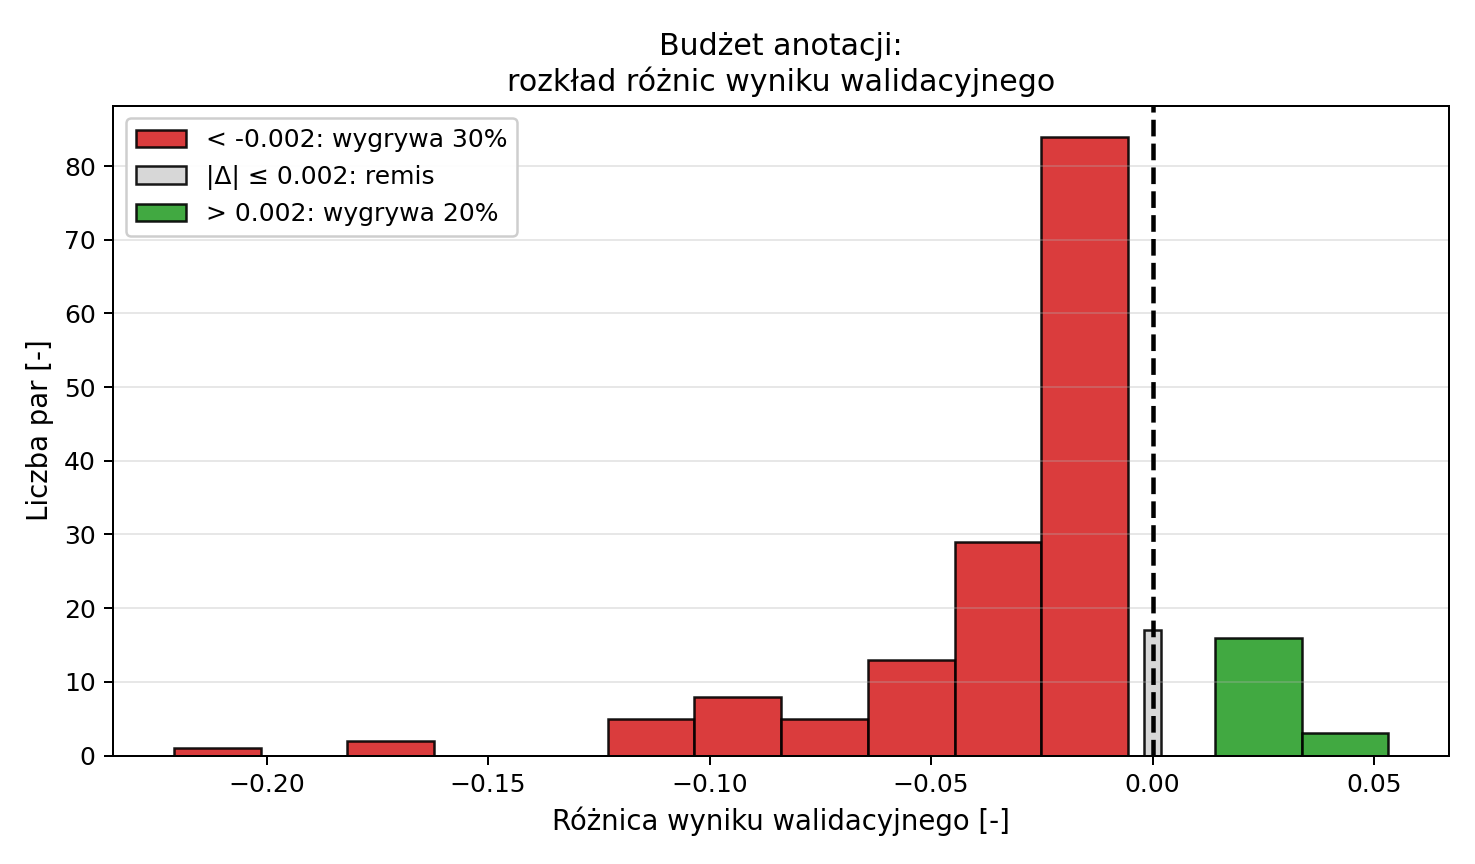 Budżet anotacji:
rozkład różnic wyniku walidacyjnego
< -0.002: wygrywa 30%
|Δ| ≤ 0.002: remis
> 0.002: wygrywa 20%
Liczba par [-]
80
70
60
50
40
30
20
10
0
−0.20 −0.15 −0.10 −0.05 0.00 0.05
Różnica wyniku walidacyjnego [-]